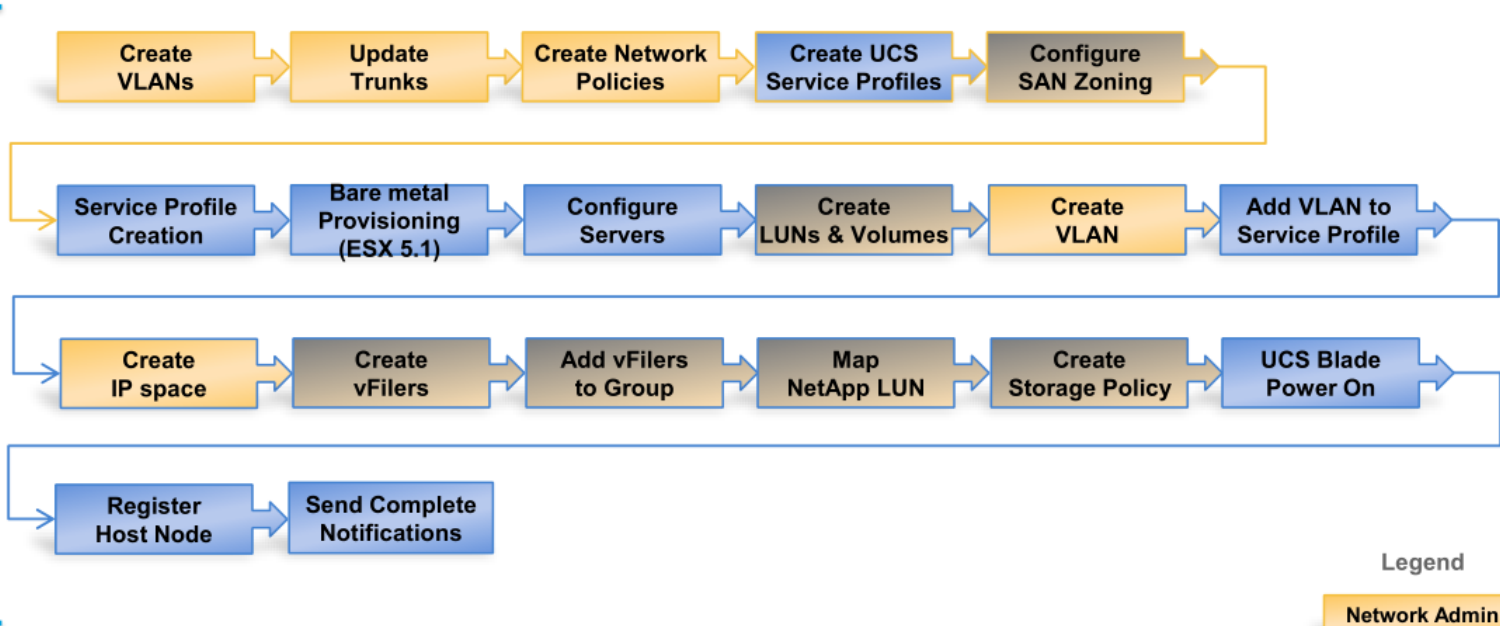 Create
VLANs
Update
Trunks
Create Network
Policies
Create UCS
Service Profiles
Configure
SAN Zoning
Service Profile
Creation
Bare metal
Provisioning
(ESX 5.1)
Configure
Servers
Create
LUNs & Volumes
Create
VLAN
Add VLAN to
Service Profile
Create
IP space
Create
vFilers
Add vFilers
to Group
Map
NetApp LUN
Create
Storage Policy
UCS Blade
Power On
Register
Host Node
Send Complete
Notifications
Legend
Network Admin